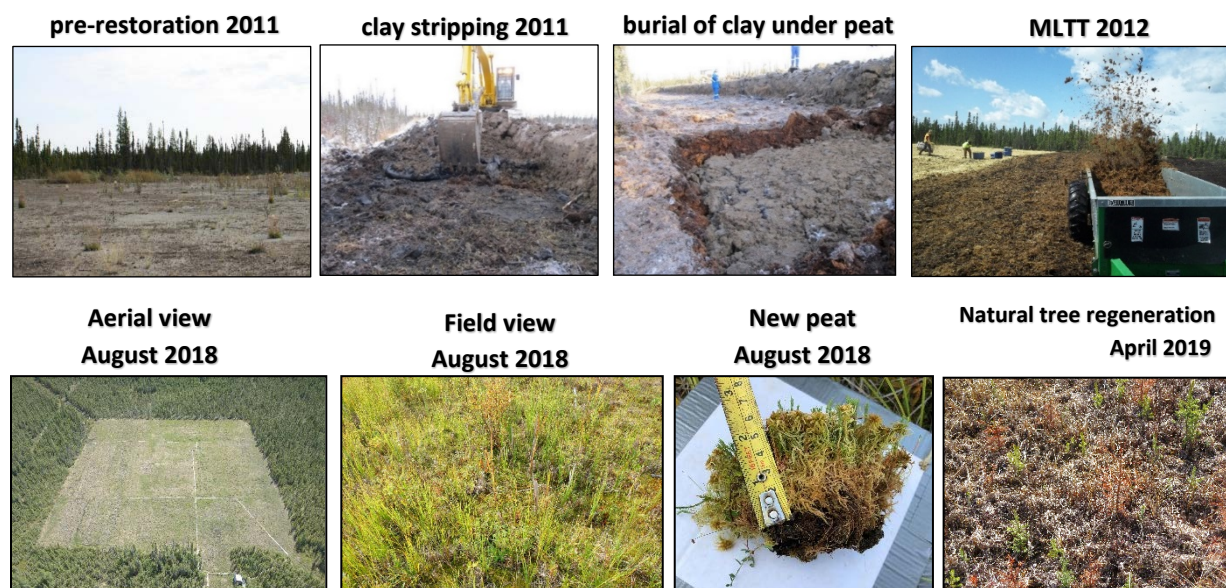 pre-restoration 2011
clay stripping 2011
burial of clay under peat
MLTT 2012
Aerial view
August 2018
Field view
August 2018
New peat
August 2018
Natural tree regeneration
April 2019